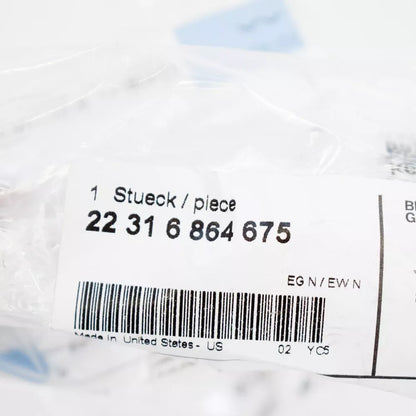 1 Stueck / piece
22 31 6 864 675
EG N / EW N
Made in United States - US 02 YC5